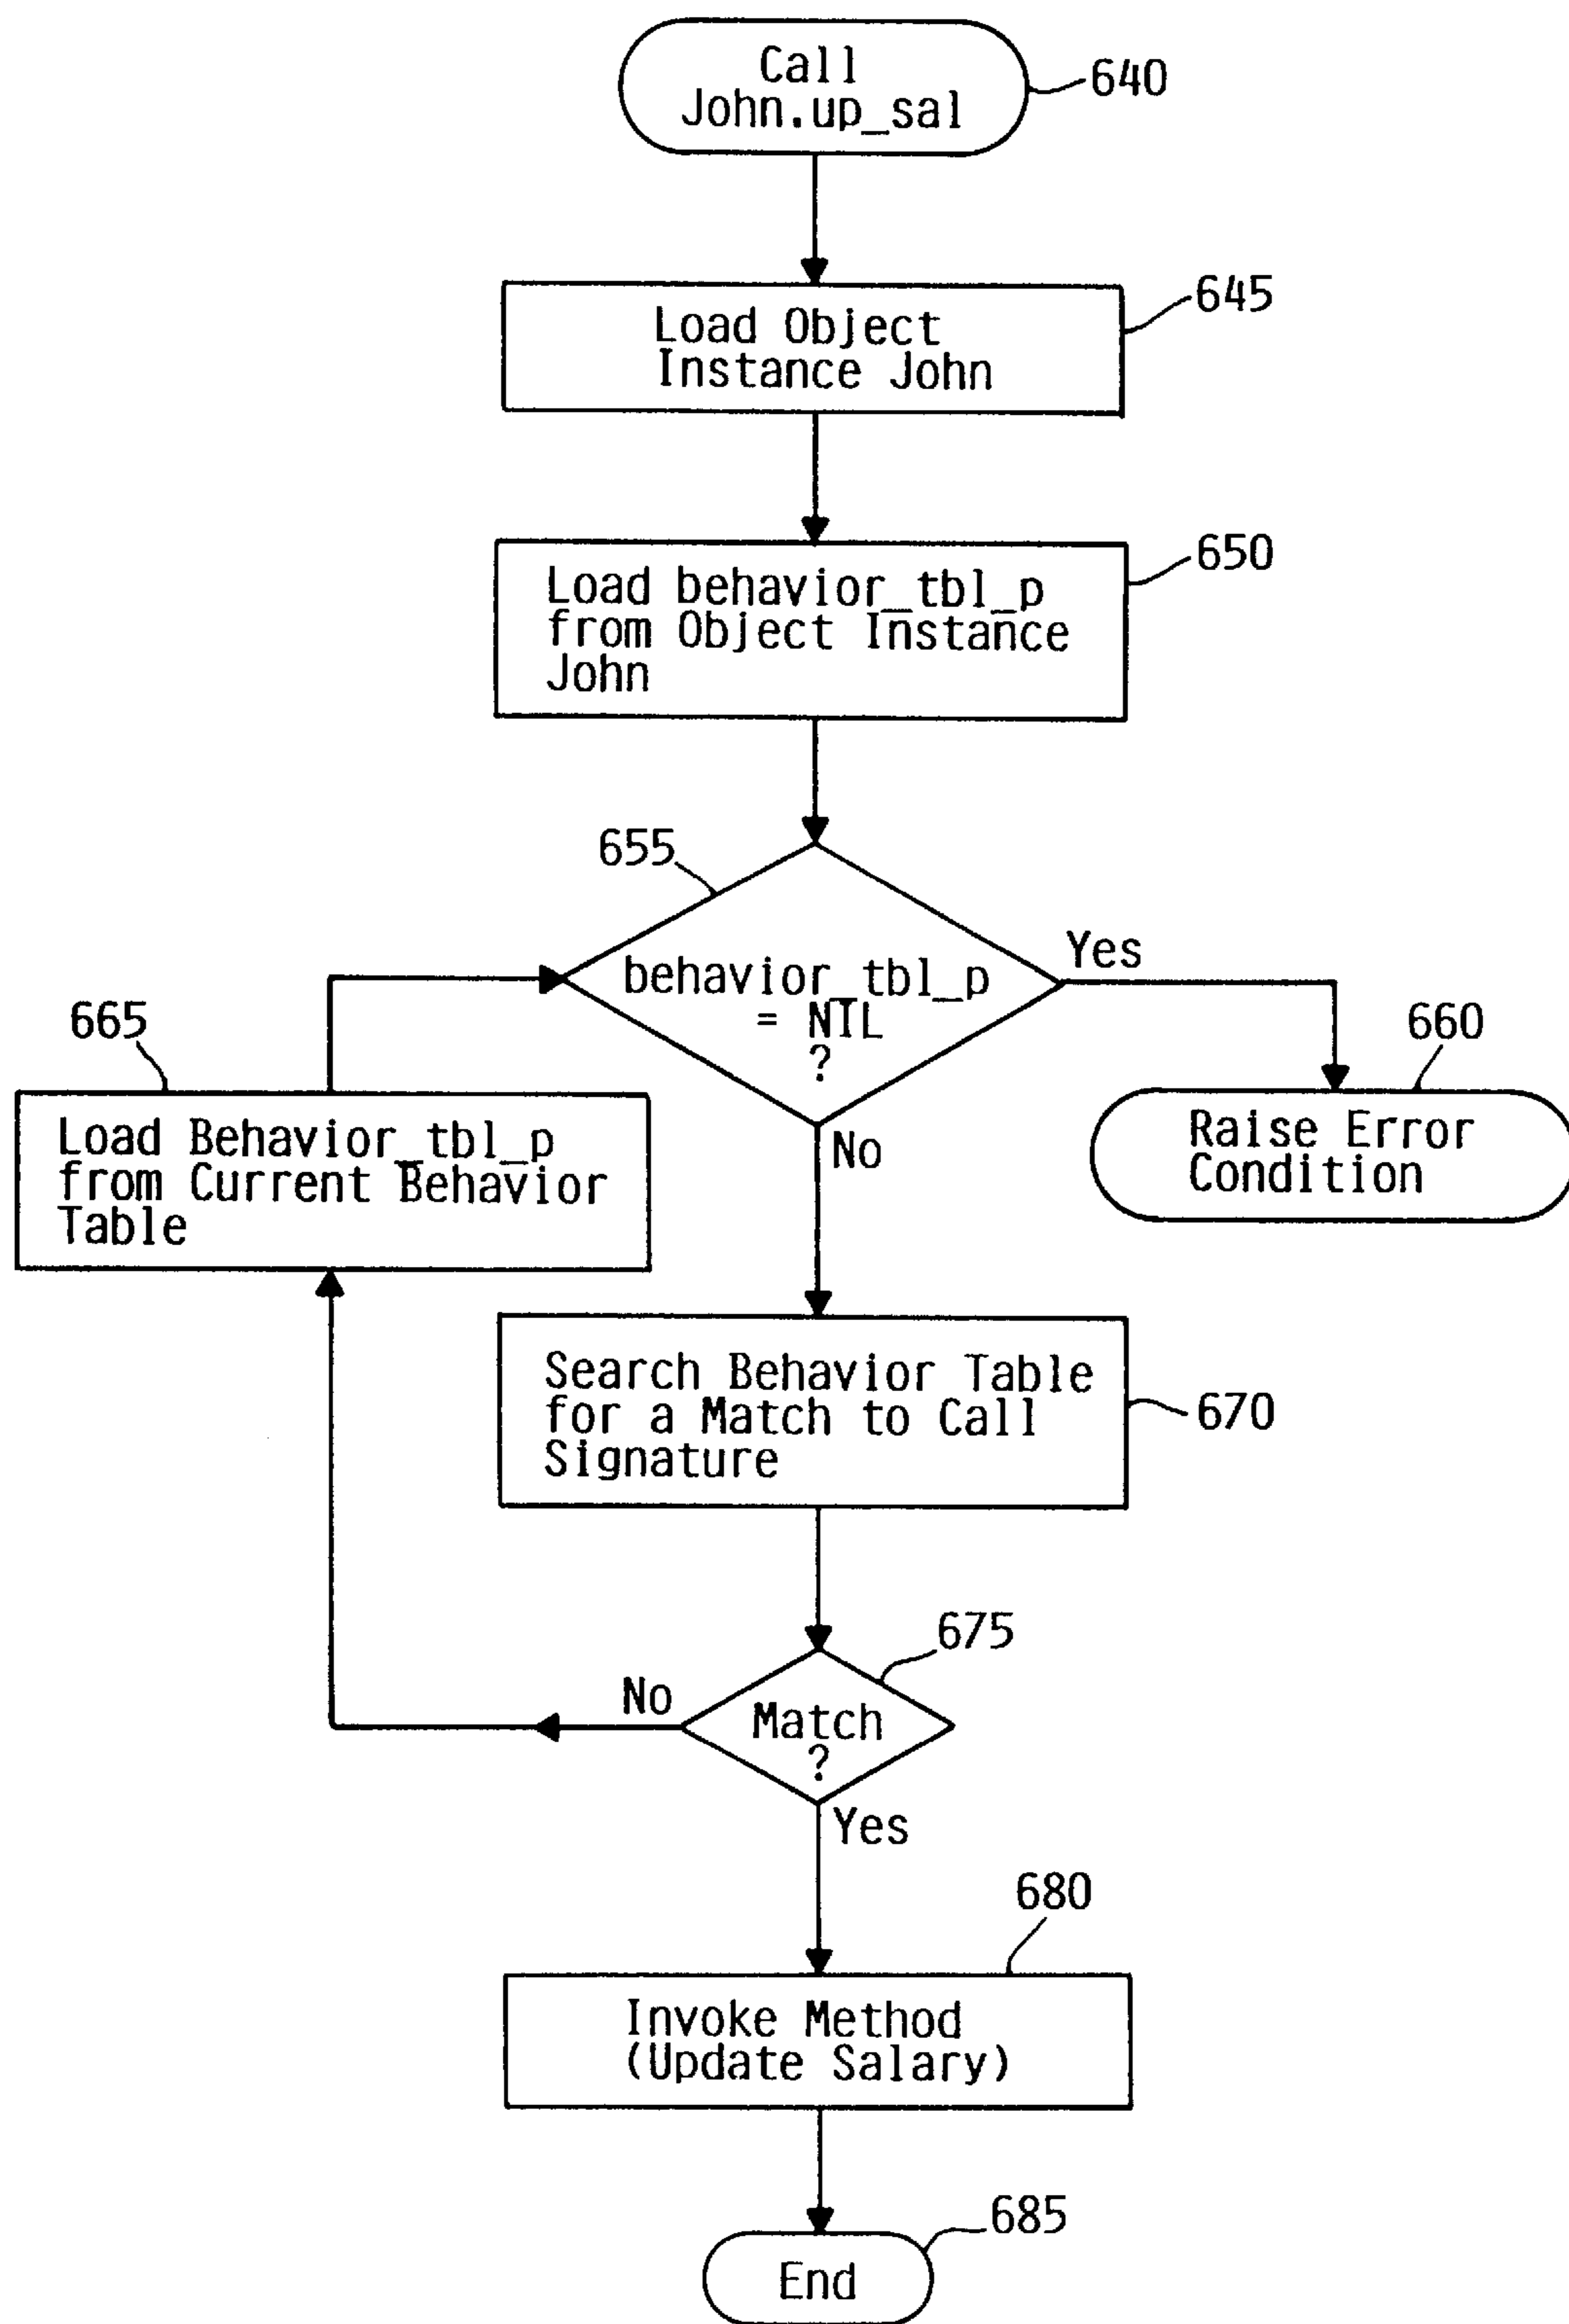 Call
John.up_sal
640
Load Object
Instance John
645
Load behavior_tbl_p
from Object Instance
John
650
655
behavior_tbl_p
= NIL
?
Yes
No
660
Raise Error
Condition
665
Load Behavior_tbl_p
from Current Behavior
Table
Search Behavior Table
for a Match to Call
Signature
670
675
Match
?
No
Yes
680
Invoke Method
(Update Salary)
685
End